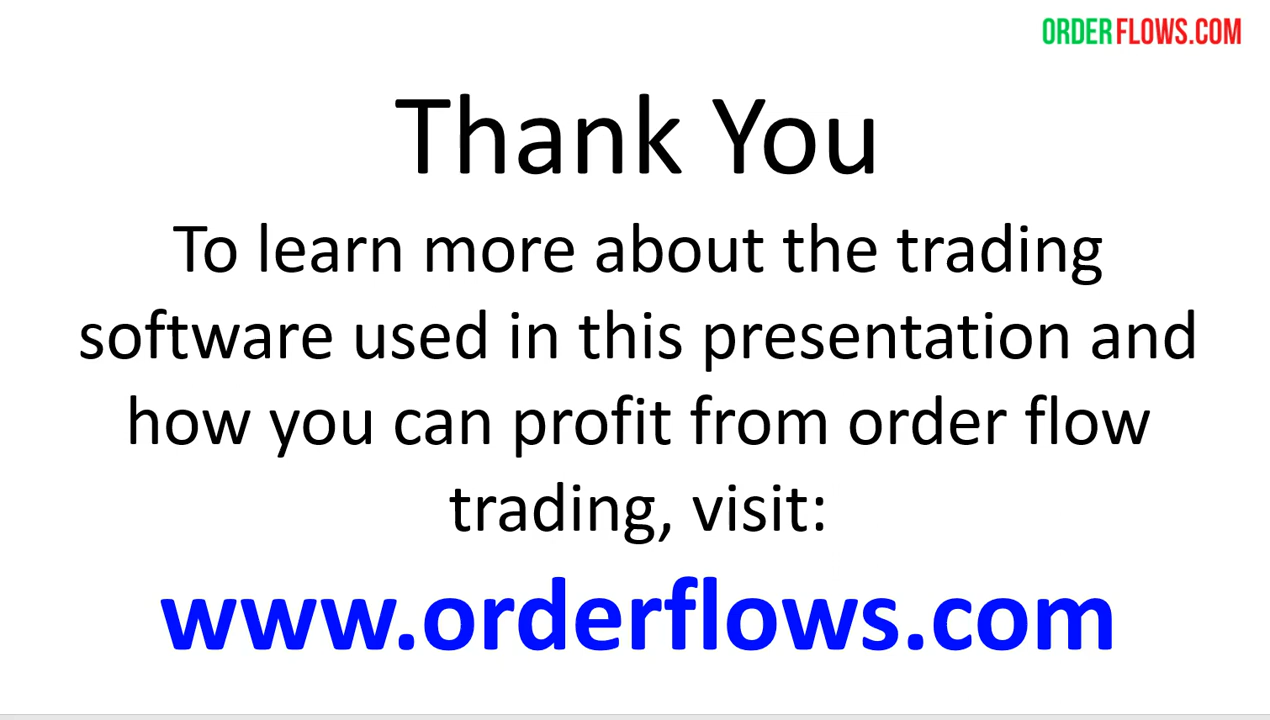 ORDERFLOWS.COM
Thank You
To learn more about the trading
software used in this presentation and
how you can profit from order flow
trading, visit:
www.orderflows.com